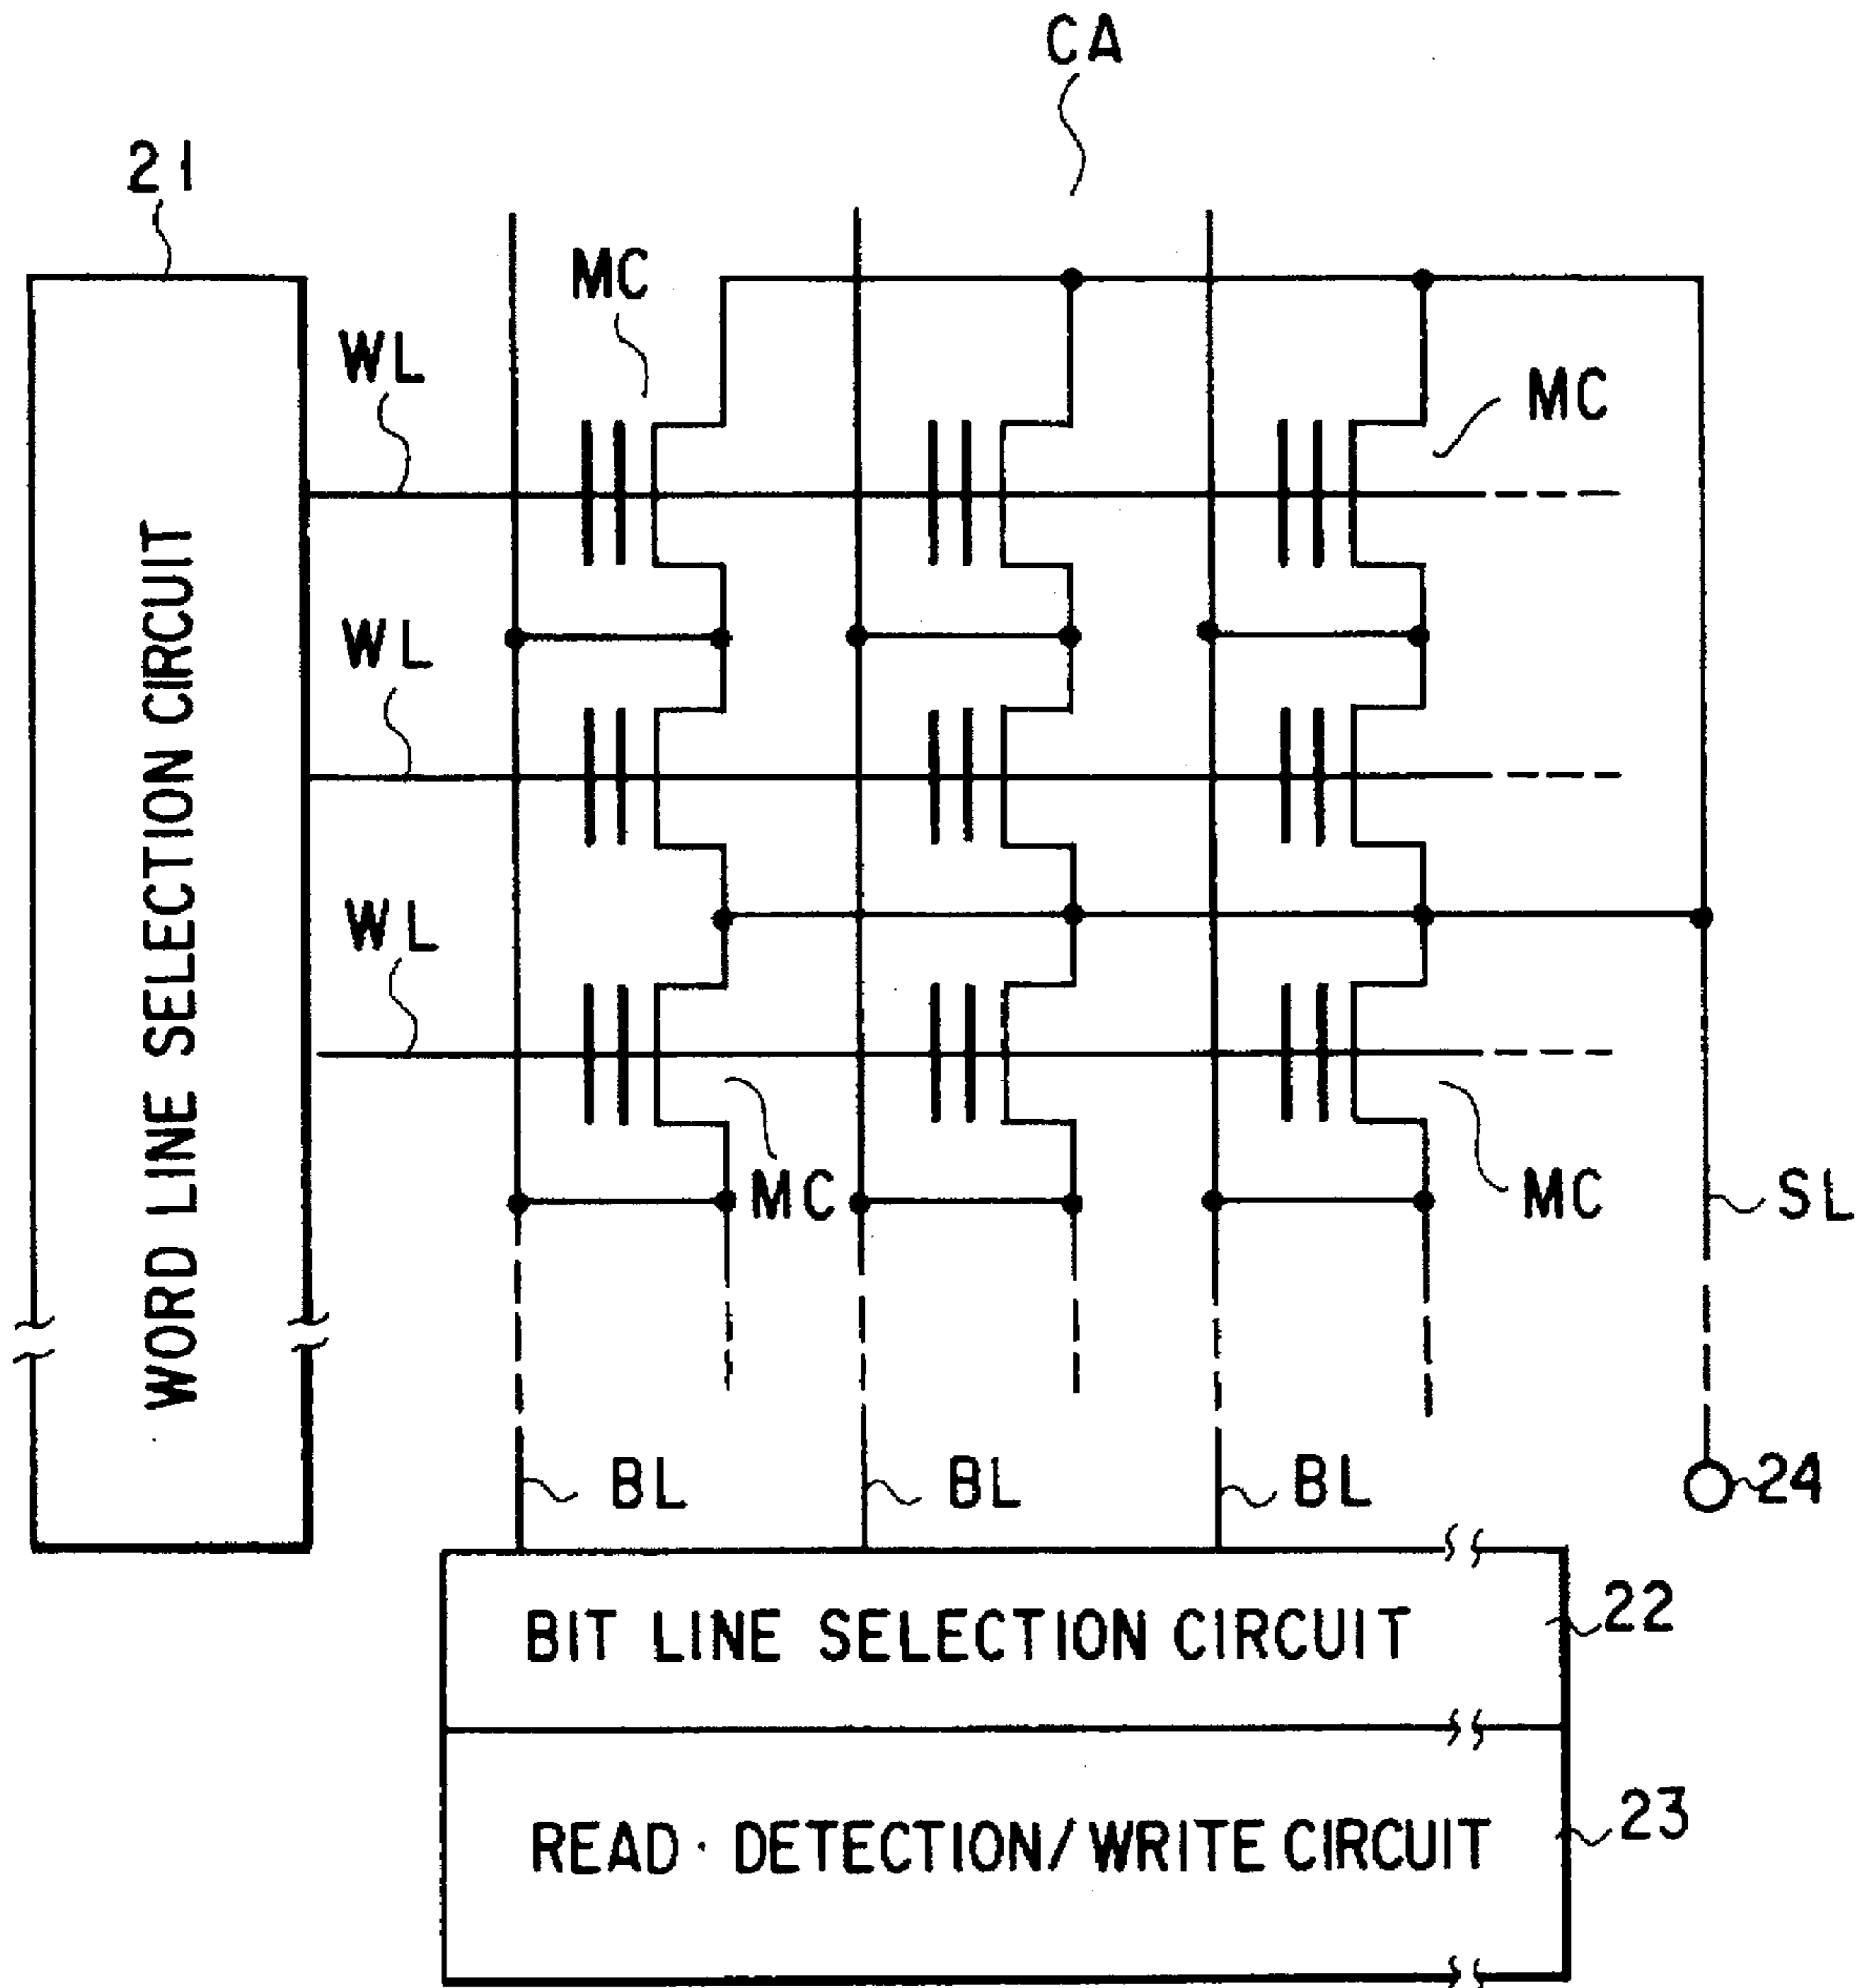 CA
21
MC
WL
MC
WORD LINE SELECTION CIRCUIT
WL
WL
MC
MC
SL
BL
BL
BL
24
BIT LINE SELECTION CIRCUIT
22
READ · DETECTION/WRITE CIRCUIT
23